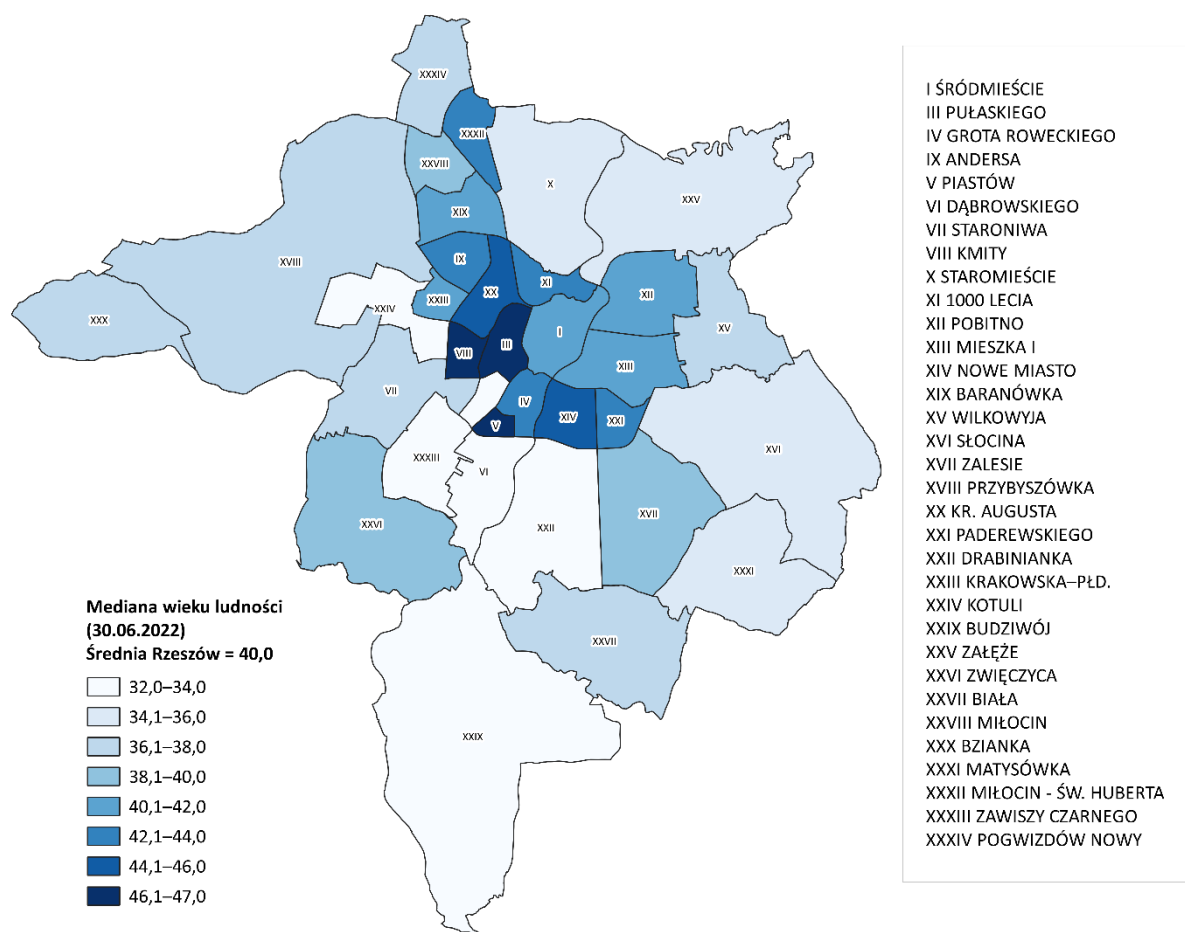 XXXIV
XXXII
XXVIII
X
XXV
XIX
XVIII
IX
XI
XX
XII
XXIII
XXIV
XXX
I
XV
III
VIII
XIII
VII
IV
XIV
XXI
V
XXXIII
XVI
VI
XXVI
XXII
XVII
XXXI
XXVII
XXIX
Mediana wieku ludności
(30.06.2022)
Średnia Rzeszów = 40,0
32,0–34,0
34,1–36,0
36,1–38,0
38,1–40,0
40,1–42,0
42,1–44,0
44,1–46,0
46,1–47,0
I ŚRÓDMIEŚCIE
III PUŁASKIEGO
IV GROTA ROWECKIEGO
IX ANDERSA
V PIASTÓW
VI DĄBROWSKIEGO
VII STARONIWA
VIII KMITY
X STAROMIEŚCIE
XI 1000 LECIA
XII POBITNO
XIII MIESZKA I
XIV NOWE MIASTO
XIX BARANÓWKA
XV WILKOWYJA
XVI SŁOCINA
XVII ZALESIE
XVIII PRZYBYSZÓWKA
XX KR. AUGUSTA
XXI PADEREWSKIEGO
XXII DRABINIANKA
XXIII KRAKOWSKA–PŁD.
XXIV KOTULI
XXIX BUDZIWÓJ
XXV ZAŁĘŻE
XXVI ZWIĘCZYCA
XXVII BIAŁA
XXVIII MIŁOCIN
XXX BZIANKA
XXXI MATYSÓWKA
XXXII MIŁOCIN - ŚW. HUBERTA
XXXIII ZAWISZY CZARNEGO
XXXIV POGWIZDÓW NOWY